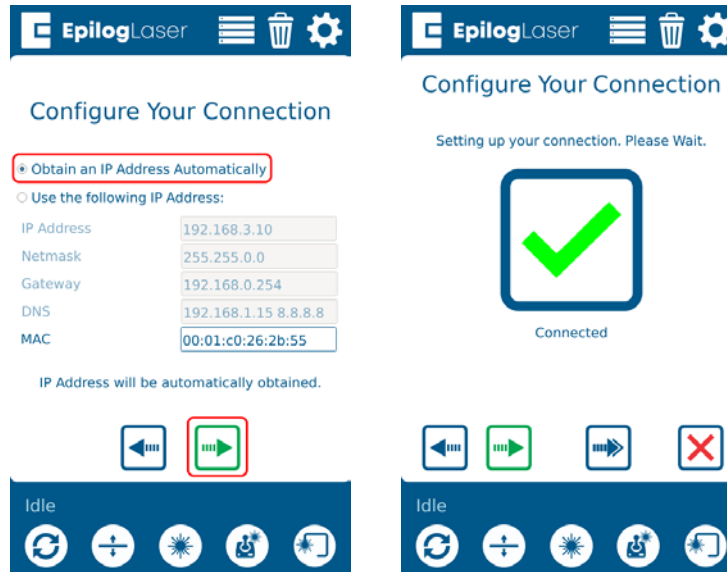 EpilogLaser
Configure Your Connection
Obtain an IP Address Automatically
Use the following IP Address:
IP Address 192.168.3.10
Netmask 255.255.0.0
Gateway 192.168.0.254
DNS 192.168.1.15 8.8.8.8
MAC 00:01:c0:26:2b:55
IP Address will be automatically obtained.
Idle
EpilogLaser
Configure Your Connection
Setting up your connection. Please Wait.
Connected
Idle